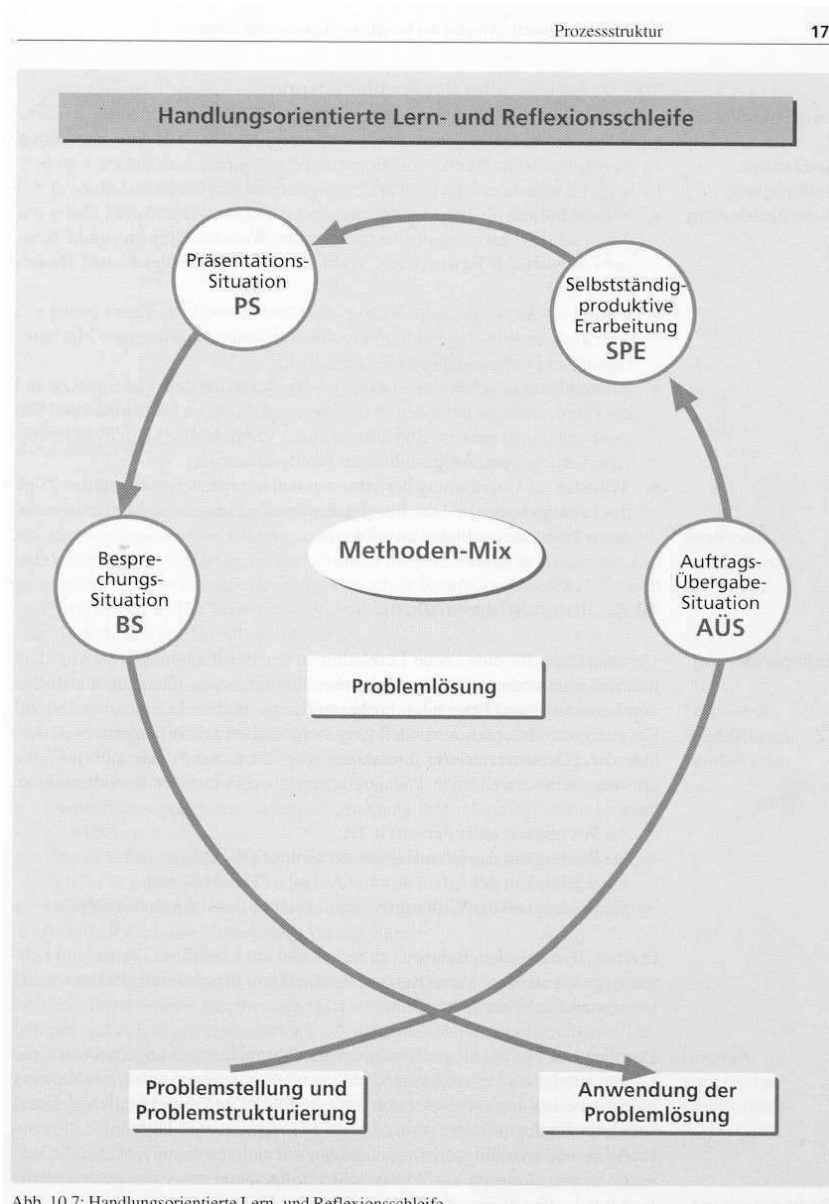 Prozessstruktur 17
Handlungsorientierte Lern- und Reflexionsschleife
Präsentations-
Situation
PS
Selbstständig-
produktive
Erarbeitung
SPE
Bespre-
chungs-
Situation
BS
Methoden-Mix
Auftrags-
Übergabe-
Situation
AÜS
Problemlösung
Problemstellung und
Problemstrukturierung
Anwendung der
Problemlösung
Abb. 10.7: Handlungsorientierte Lern- und Reflexionsschleife